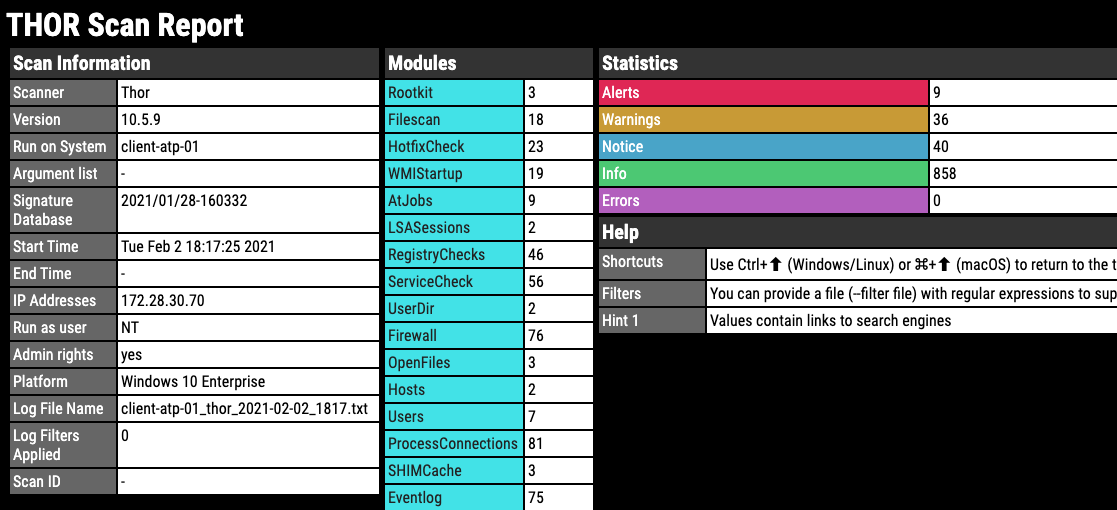 THOR Scan Report
Scan Information
Scanner Thor
Version 10.5.9
Run on System client-atp-01
Argument list -
Signature 2021/01/28-160332
Database
Start Time Tue Feb 2 18:17:25 2021
End Time -
IP Addresses 172.28.30.70
Run as user NT
Admin rights yes
Platform Windows 10 Enterprise
Log File Name client-atp-01_thor_2021-02-02_1817.txt
Log Filters 0
Applied
Scan ID -
Modules
Rootkit 3
Filescan 18
HotfixCheck 23
WMIStartup 19
AtJobs 9
LSASessions 2
RegistryChecks 46
ServiceCheck 56
UserDir 2
Firewall 76
OpenFiles 3
Hosts 2
Users 7
ProcessConnections 81
SHIMCache 3
Eventlog 75
Statistics
Alerts 9
Warnings 36
Notice 40
Info 858
Errors 0
Help
Shortcuts Use Ctrl+⬆ (Windows/Linux) or ⌘+⬆ (macOS) to return to the t
Filters You can provide a file (--filter file) with regular expressions to sup
Hint 1 Values contain links to search engines